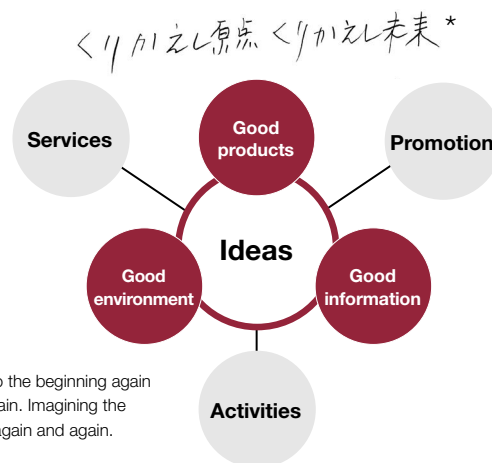 くりかえし原点 くりかえし未来*
Services
Good
products
Promotion
Ideas
Good
environment
Good
information
Activities
the beginning again
Imagining the
again and again.